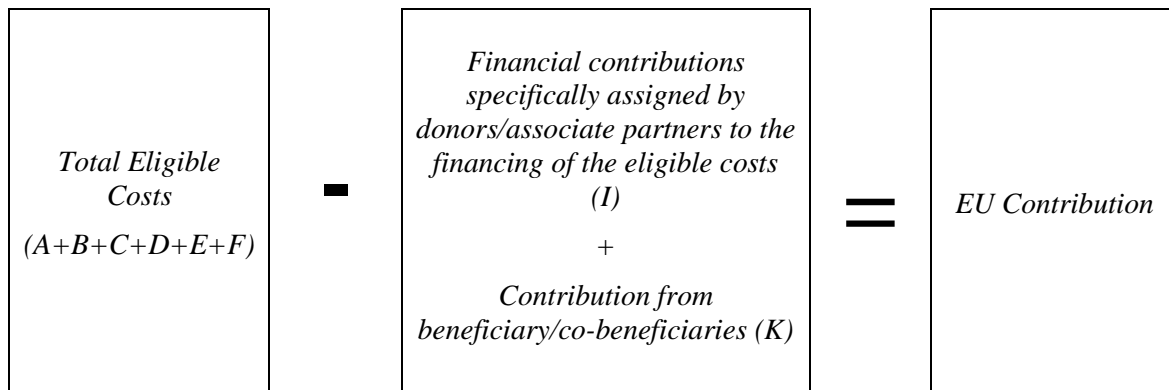 Total Eligible
Costs
(A+B+C+D+E+F)
-
Financial contributions
specifically assigned by
donors/associate partners to the
financing of the eligible costs
(I)
+
Contribution from
beneficiary/co-beneficiaries (K)
=
EU Contribution